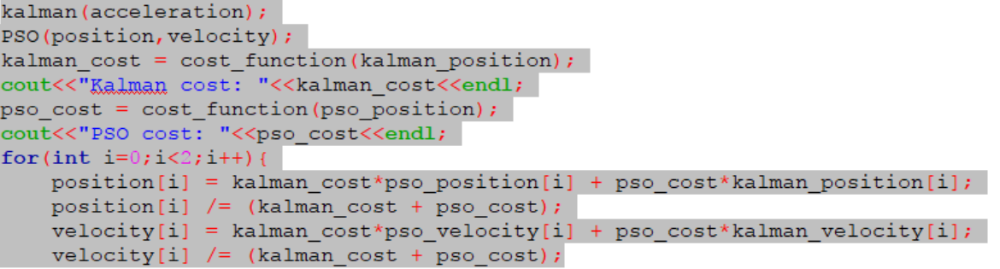 kalman(acceleration);
PSO(position,velocity);
kalman_cost = cost_function(kalman_position);
cout<<"Kalman cost: "<<kalman_cost<<endl;
pso_cost = cost_function(pso_position);
cout<<"PSO cost: "<<pso_cost<<endl;
for(int i=0;i<2;i++){
    position[i] = kalman_cost*pso_position[i] + pso_cost*kalman_position[i];
    position[i] /= (kalman_cost + pso_cost);
    velocity[i] = kalman_cost*pso_velocity[i] + pso_cost*kalman_velocity[i];
    velocity[i] /= (kalman_cost + pso_cost);